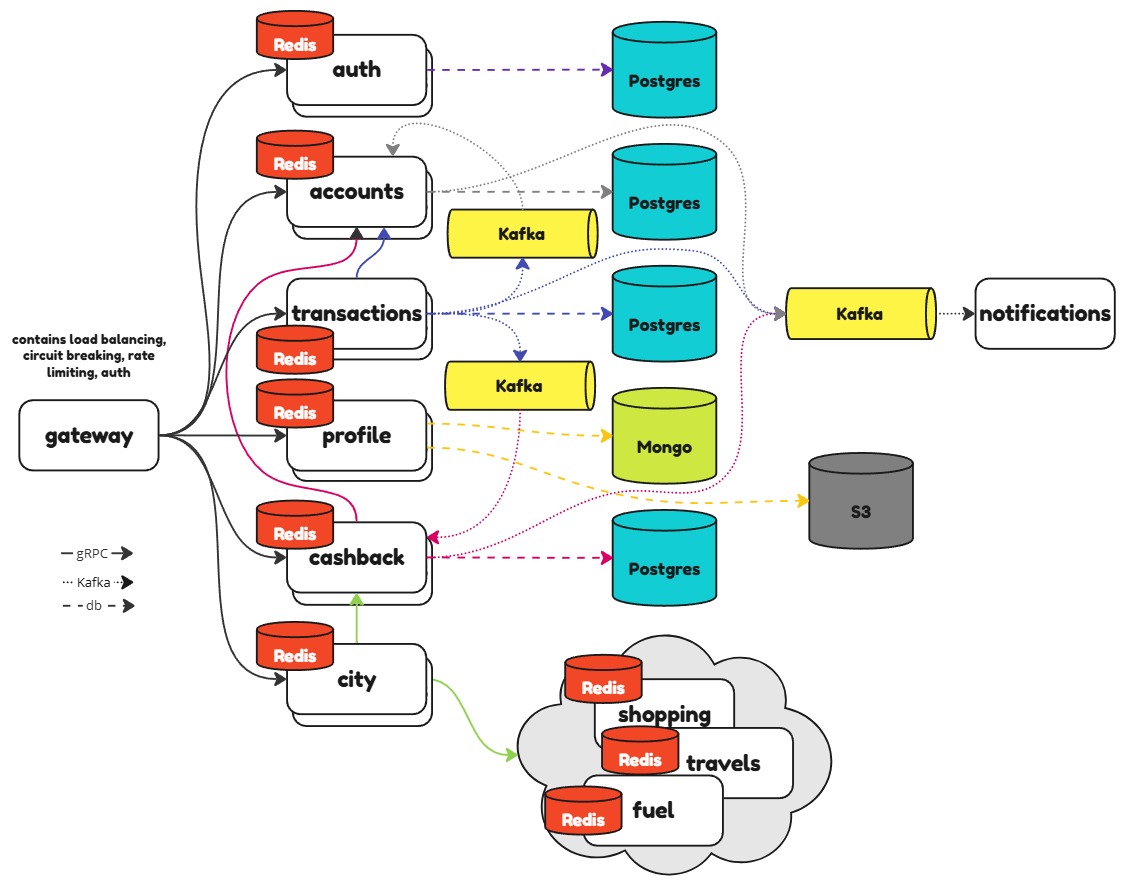 Redis
auth
Postgres
Redis
accounts
Postgres
Kafka
transactions
Redis
Postgres
Kafka
notifications
contains load balancing,
circuit breaking, rate
limiting, auth
gateway
Redis
profile
Kafka
Mongo
S3
Redis
cashback
Postgres
gRPC
Kafka
db
Redis
city
Redis
shopping
Redis
travels
Redis
fuel